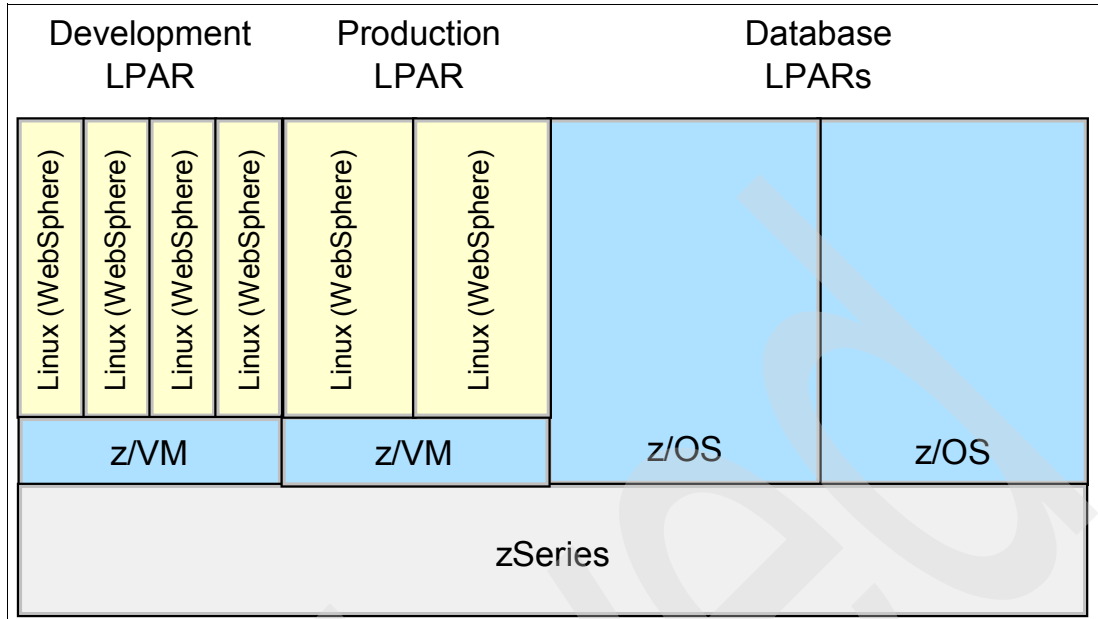 Development
LPAR
Production
LPAR
Database
LPARs
Linux (WebSphere)
Linux (WebSphere)
Linux (WebSphere)
Linux (WebSphere)
Linux (WebSphere)
Linux (WebSphere)
z/VM
z/VM
z/OS
z/OS
zSeries